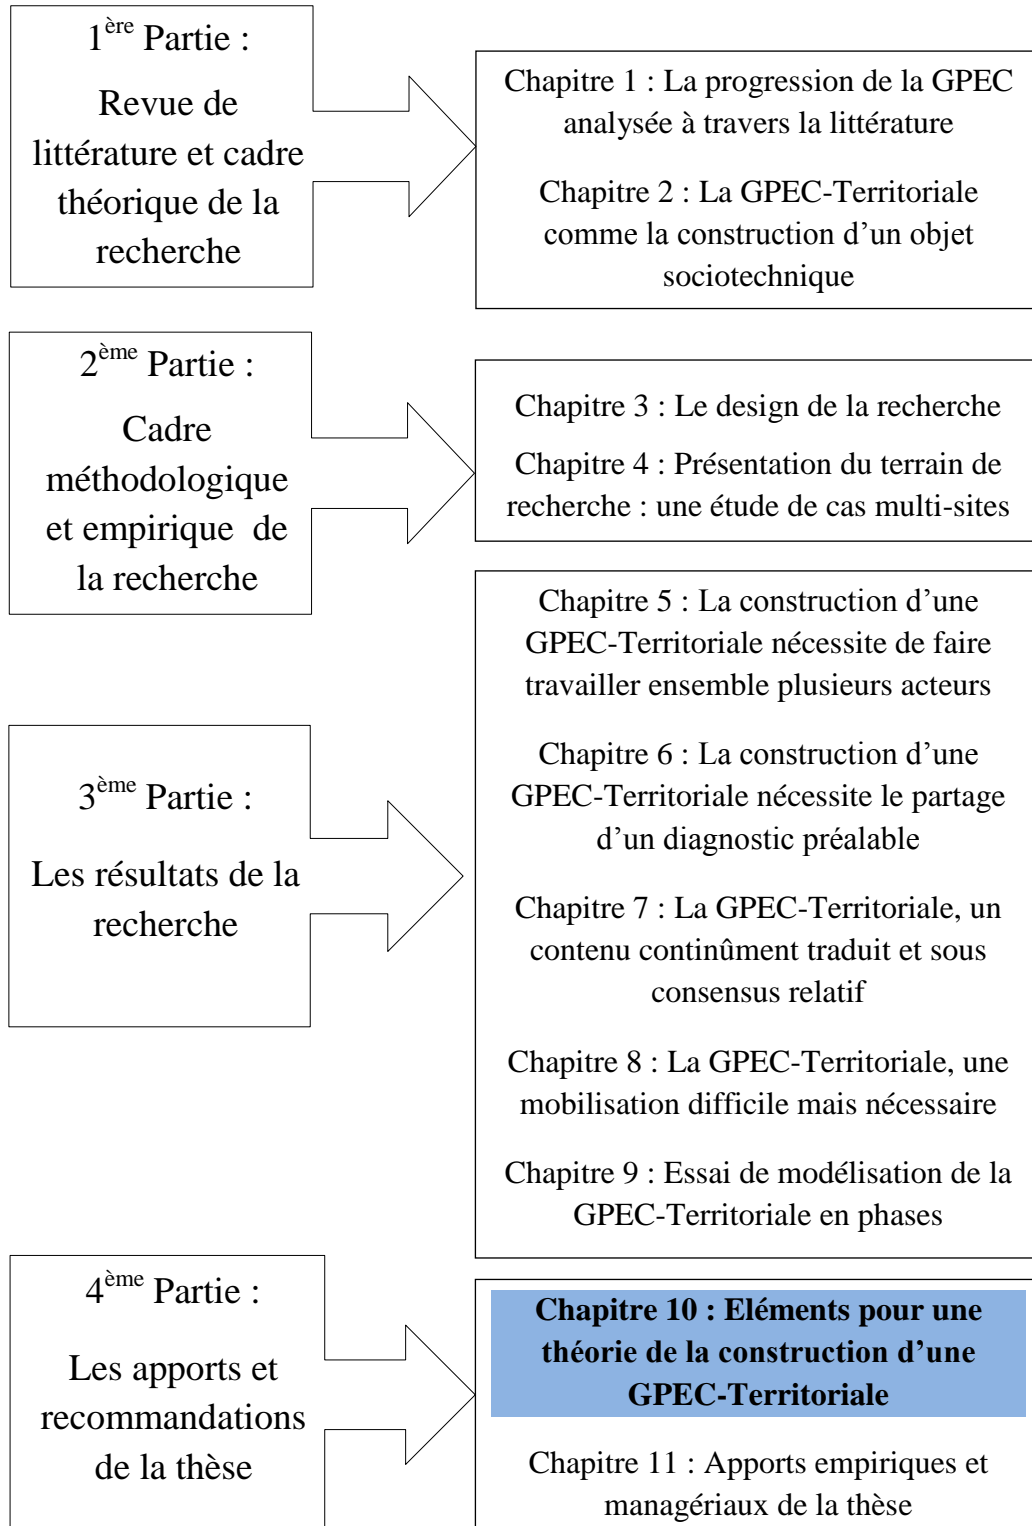 1ère Partie :
Revue de
littérature et cadre
théorique de la
recherche
Chapitre 1 : La progression de la GPEC
analysée à travers la littérature
Chapitre 2 : La GPEC-Territoriale
comme la construction d’un objet
sociotechnique
2ème Partie :
Cadre
méthodologique
et empirique de
la recherche
Chapitre 3 : Le design de la recherche
Chapitre 4 : Présentation du terrain de
recherche : une étude de cas multi-sites
3ème Partie :
Les résultats de la
recherche
Chapitre 5 : La construction d’une
GPEC-Territoriale nécessite de faire
travailler ensemble plusieurs acteurs
Chapitre 6 : La construction d’une
GPEC-Territoriale nécessite le partage
d’un diagnostic préalable
Chapitre 7 : La GPEC-Territoriale, un
contenu continûment traduit et sous
consensus relatif
Chapitre 8 : La GPEC-Territoriale, une
mobilisation difficile mais nécessaire
Chapitre 9 : Essai de modélisation de la
GPEC-Territoriale en phases
4ème Partie :
Les apports et
recommandations
de la thèse
Chapitre 10 : Eléments pour une
théorie de la construction d’une
GPEC-Territoriale
Chapitre 11 : Apports empiriques et
managériaux de la thèse